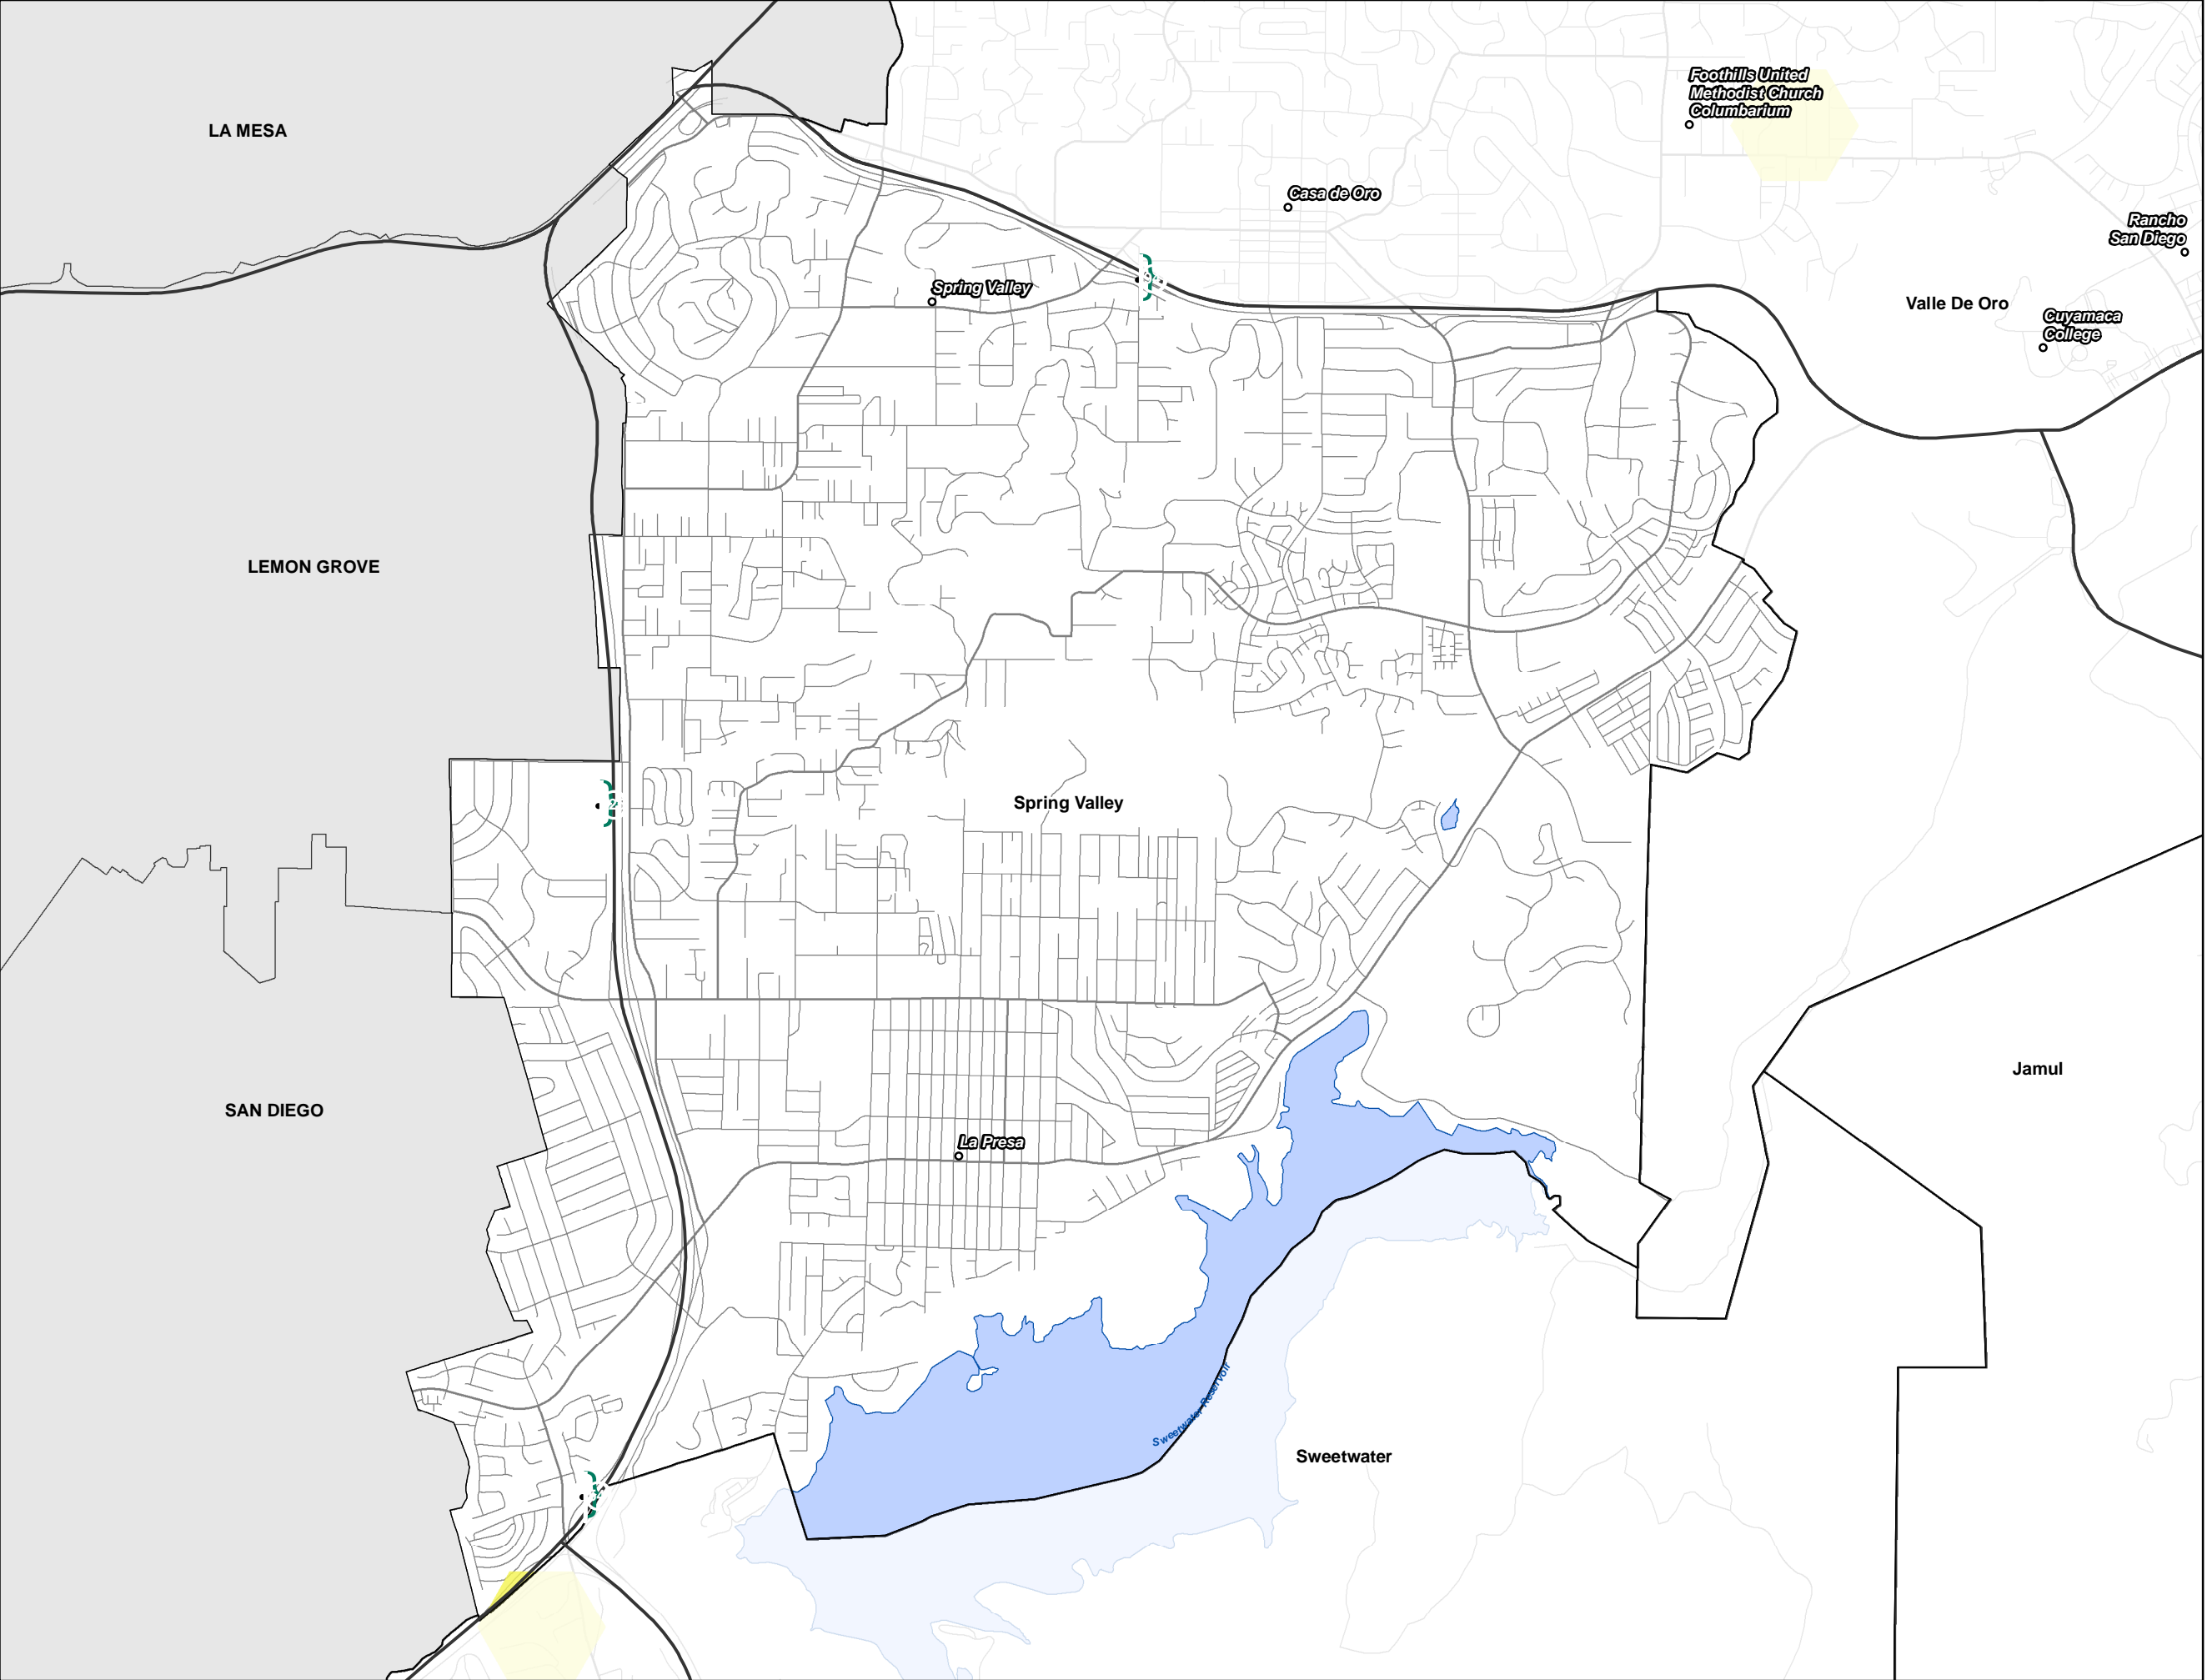 Foothills United
Methodist Church
Columbarium
LA MESA
Casa de Oro
Rancho
San Diego
Spring Valley
Valle De Oro
Cuyamaca
College
LEMON GROVE
Spring Valley
Jamul
SAN DIEGO
La Presa
Sweetwater Reservoir
Sweetwater